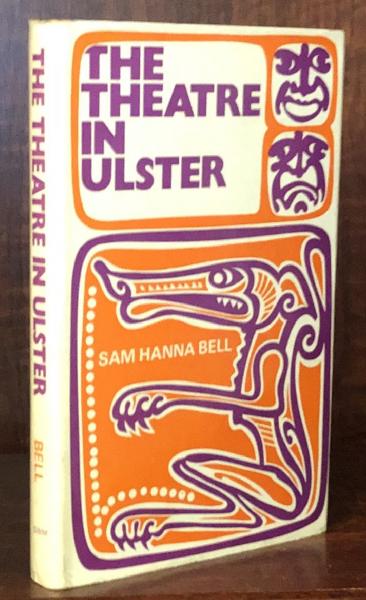 THE
THEATRE
IN
ULSTER
SAM HANNA BELL
THE THEATRE IN ULSTER
BELL